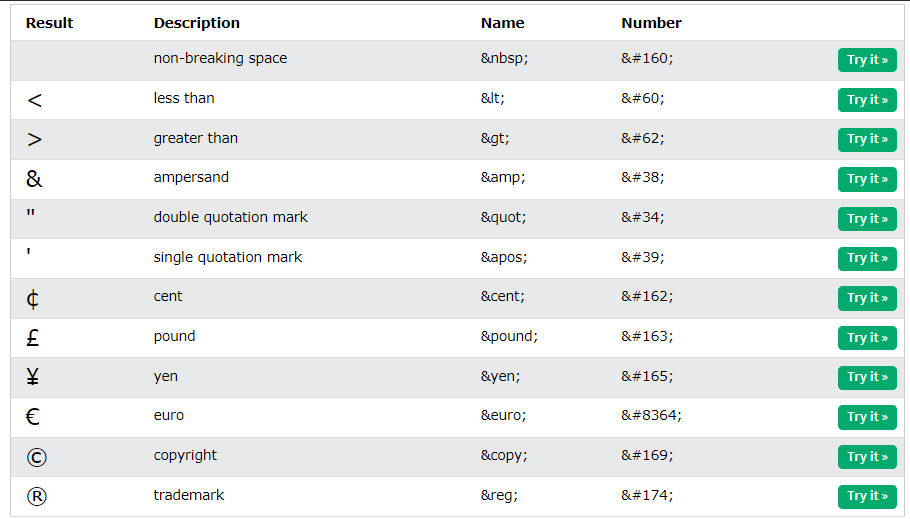 Result Description Name Number
non-breaking space &nbsp; &#160; Try it »
< less than &lt; &#60; Try it »
> greater than &gt; &#62; Try it »
& ampersand &amp; &#38; Try it »
" double quotation mark &quot; &#34; Try it »
' single quotation mark &apos; &#39; Try it »
¢ cent &cent; &#162; Try it »
£ pound &pound; &#163; Try it »
¥ yen &yen; &#165; Try it »
€ euro &euro; &#8364; Try it »
© copyright &copy; &#169; Try it »
® trademark &reg; &#174; Try it »